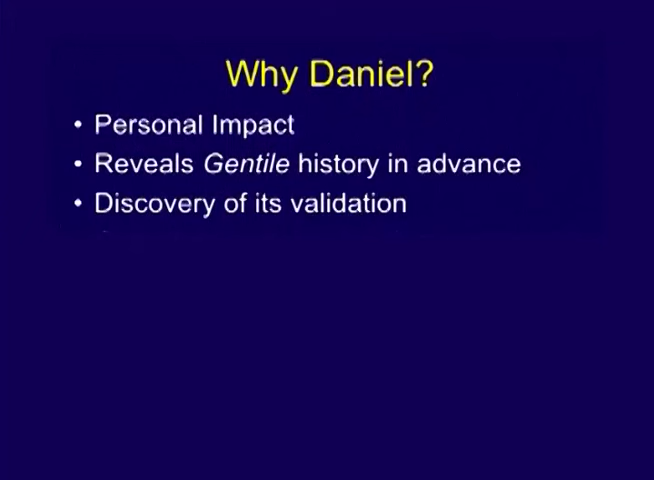 Why Daniel?
• Personal Impact
• Reveals Gentile history in advance
• Discovery of its validation